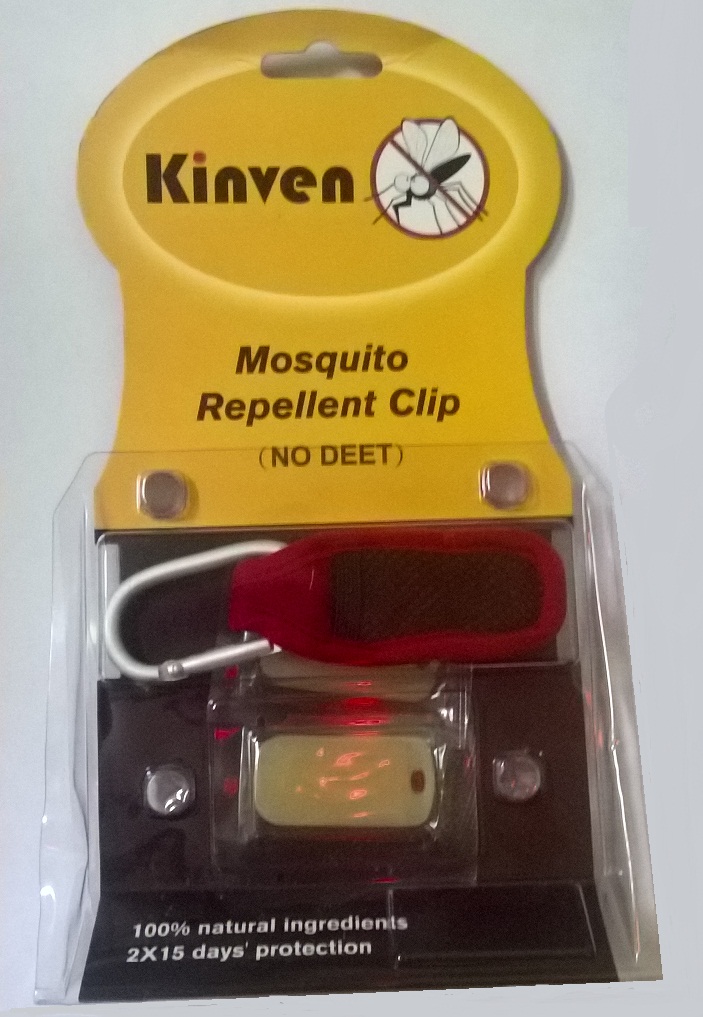 Kinven
Mosquito
Repellent Clip
(NO DEET)
100% natural ingredients
2X15 days' protection